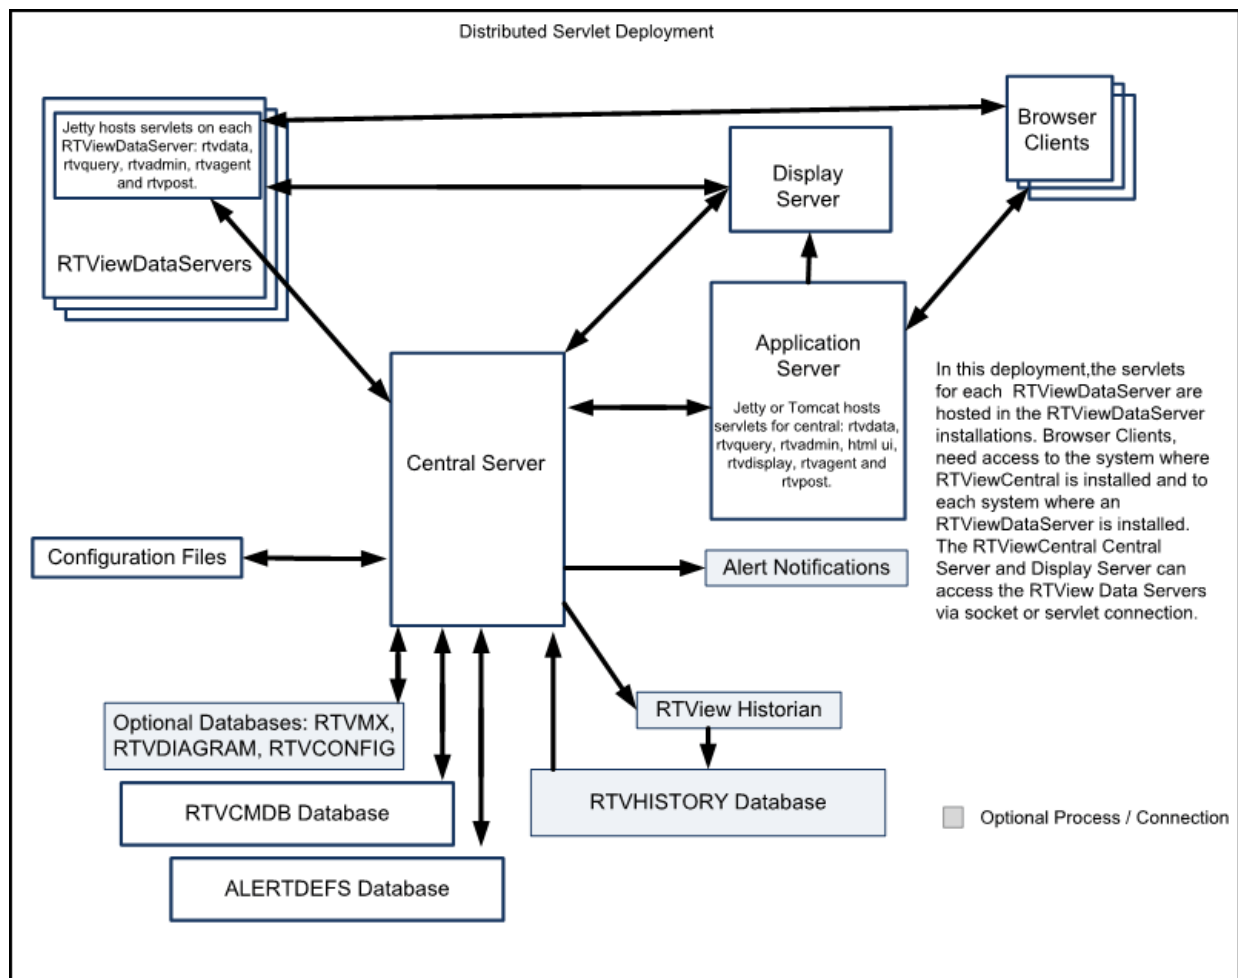 Distributed Servlet Deployment
Jetty hosts servlets on each
RTViewDataServer: rtvdata,
rtvquery, rtvadmin, rtvagent
and rtvpost.
RTViewDataServers
Browser
Clients
Display
Server
Application
Server
Jetty or Tomcat hosts
servlets for central: rtvdata,
rtvquery, rtvadmin, html ui,
rtvdisplay, rtvagent and
rtvpost.
In this deployment,the servlets
for each RTViewDataServer are
hosted in the RTViewDataServer
installations. Browser Clients,
need access to the system where
RTViewCentral is installed and to
each system where an
RTViewDataServer is installed.
The RTViewCentral Central
Server and Display Server can
access the RTView Data Servers
via socket or servlet connection.
Central Server
Configuration Files
Alert Notifications
Optional Databases: RTVMX,
RTVDIAGRAM, RTVCONFIG
RTView Historian
RTVCMDB Database
RTVHISTORY Database
ALERTDEFS Database
Optional Process / Connection